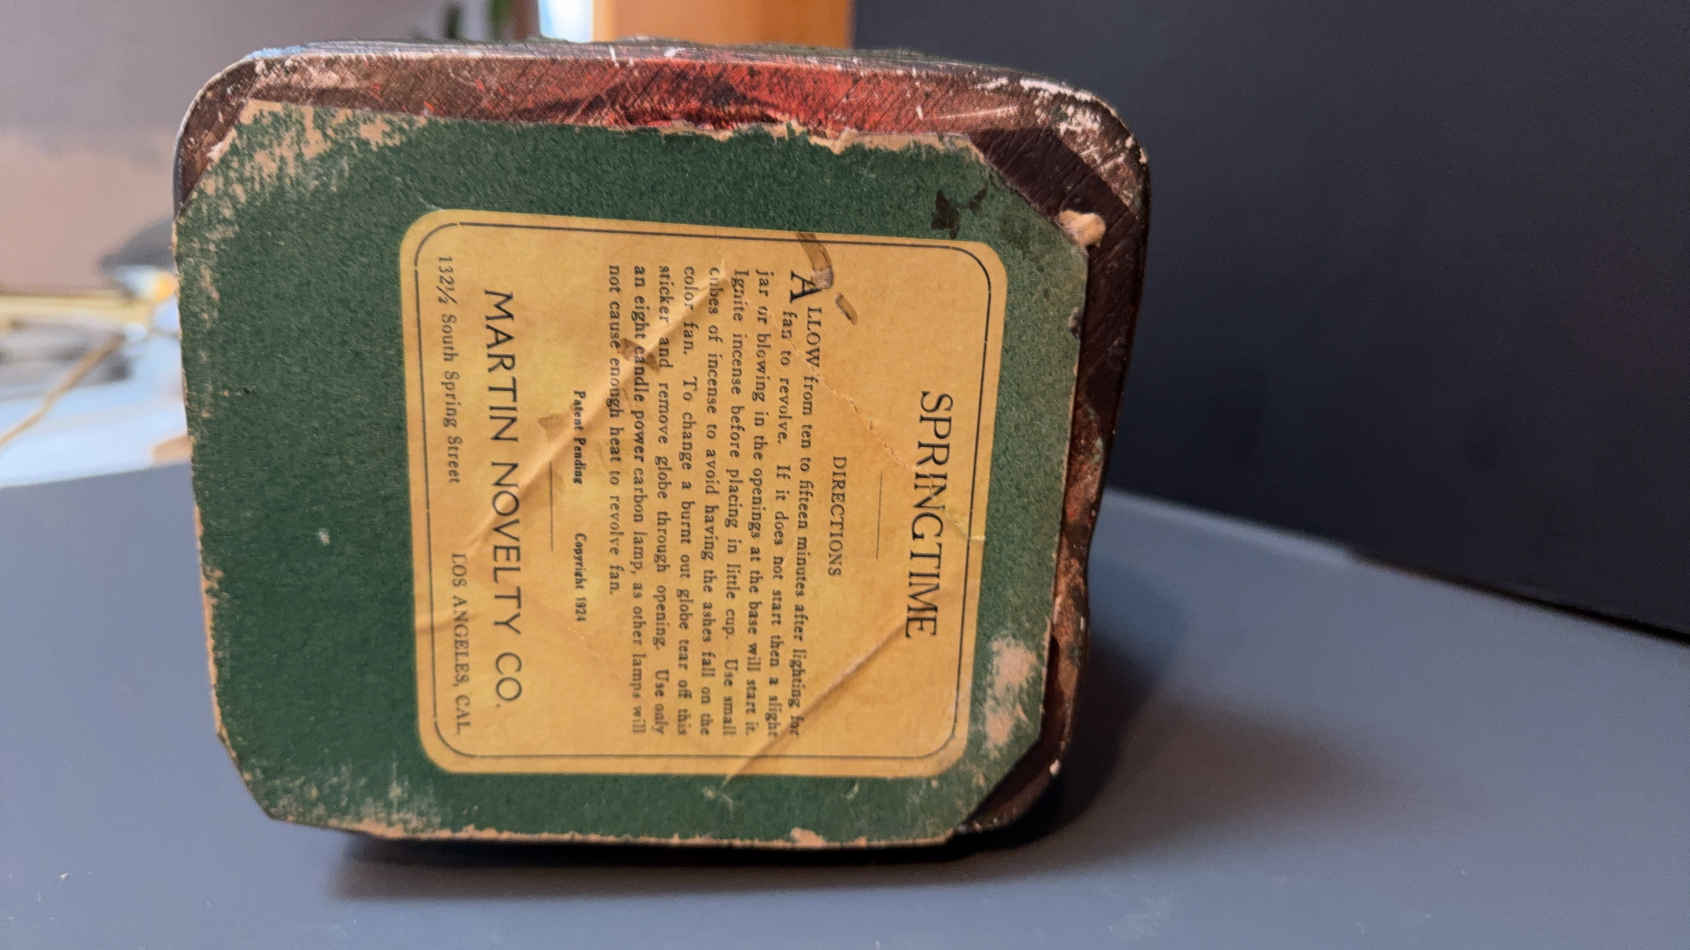 SPRINGTIME
DIRECTIONS
ALLOW from ten to fifteen minutes after lighting for
fan to revolve. If it does not start then a slight
jar or blowing in the openings at the base will start it.
Ignite incense before placing in little cup. Use small
cubes of incense to avoid having the ashes fall on the
color fan. To change a burnt out globe tear off this
sticker and remove globe through opening. Use only
an eight candle power carbon lamp, as other lamps will
not cause enough heat to revolve fan.
Patent Pending Copyright 1924
MARTIN NOVELTY CO.
132½ South Spring Street LOS ANGELES, CAL